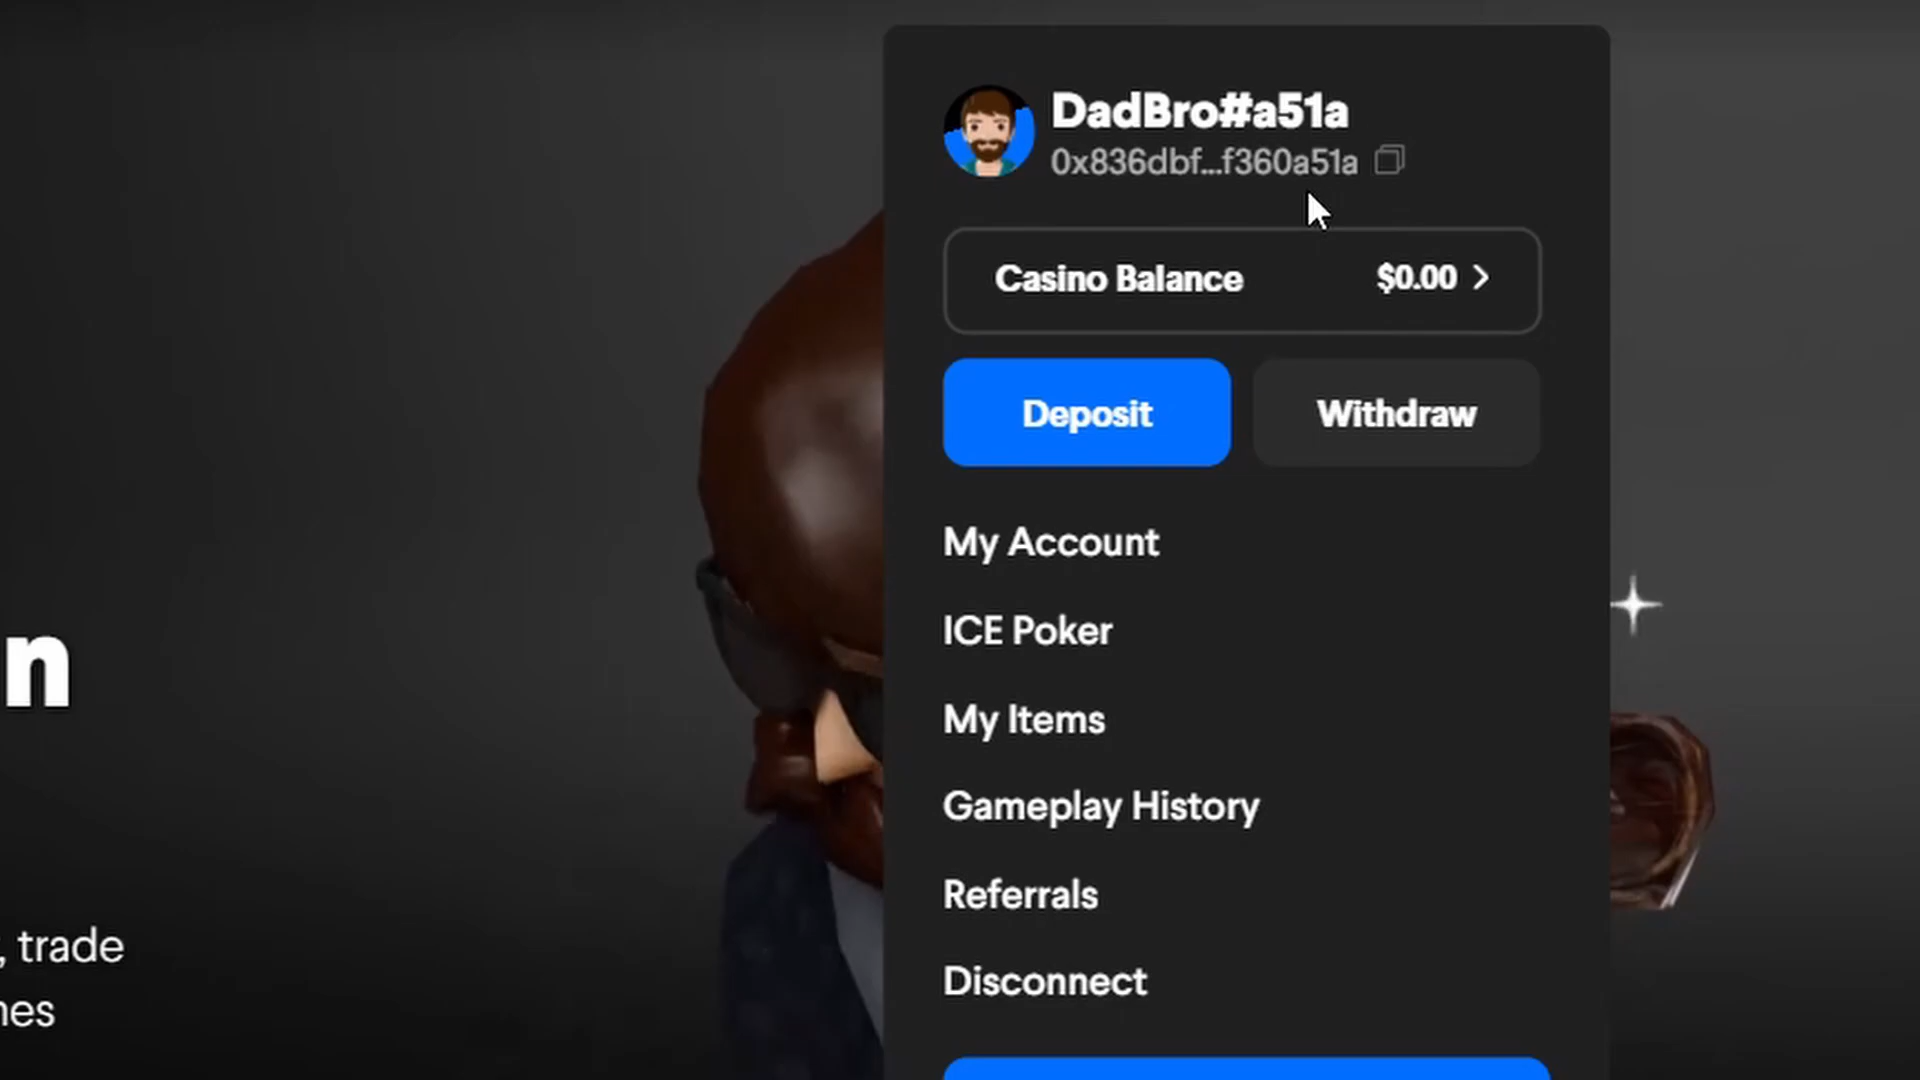 DadBro#a51a
0x836dbf...f360a51a
Casino Balance $0.00
Deposit Withdraw
My Account
ICE Poker
My Items
Gameplay History
Referrals
Disconnect
n
, trade
nes